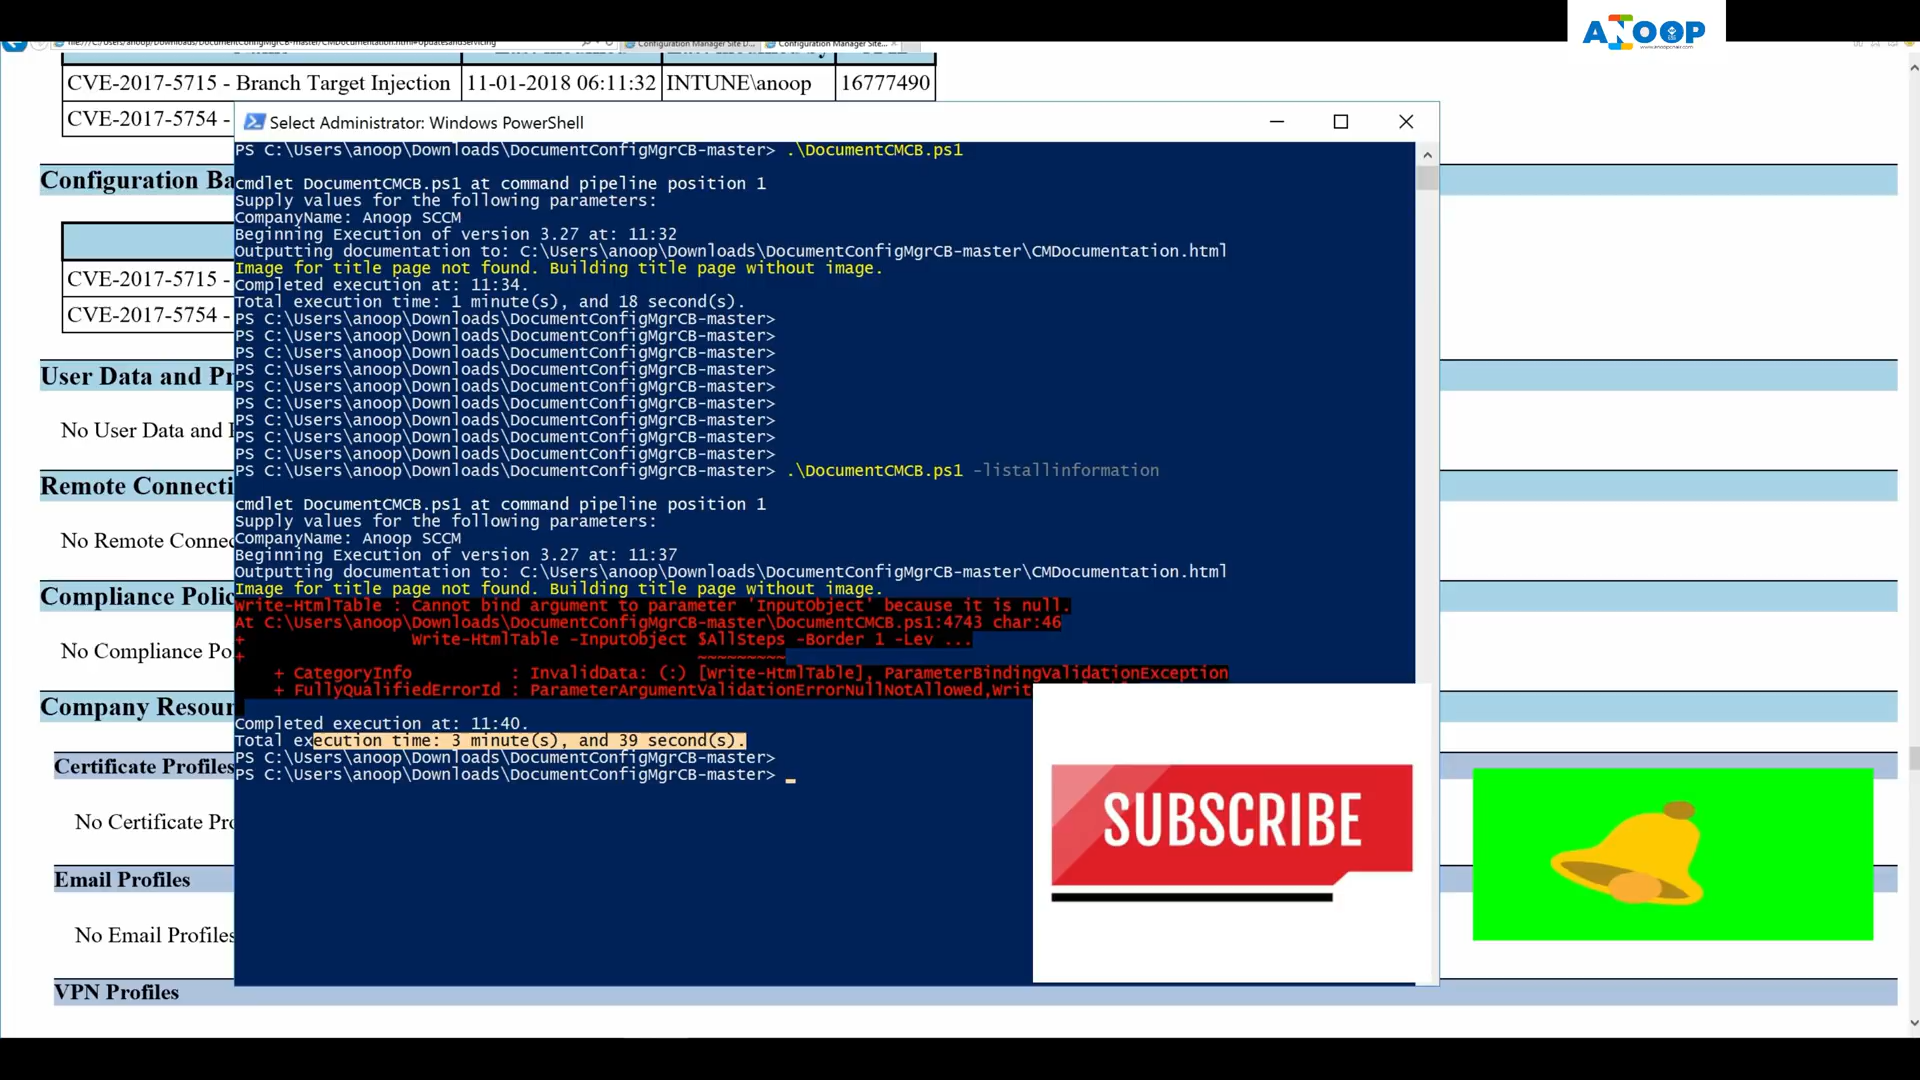 ANOOP
www.anoopcnair.com
Configuration Manager Site D...
Configuration Manager Site...
CVE-2017-5715 - Branch Target Injection 11-01-2018 06:11:32 INTUNE\anoop 16777490
CVE-2017-5754 -
Select Administrator: Windows PowerShell
PS C:\Users\anoop\Downloads\DocumentConfigMgrCB-master> .\DocumentCMCB.ps1
cmdlet DocumentCMCB.ps1 at command pipeline position 1
Supply values for the following parameters:
CompanyName: Anoop SCCM
Beginning Execution of version 3.27 at: 11:32
Outputting documentation to: C:\Users\anoop\Downloads\DocumentConfigMgrCB-master\CMDocumentation.html
Image for title page not found. Building title page without image.
Completed execution at: 11:34.
Total execution time: 1 minute(s), and 18 second(s).
PS C:\Users\anoop\Downloads\DocumentConfigMgrCB-master>
PS C:\Users\anoop\Downloads\DocumentConfigMgrCB-master>
PS C:\Users\anoop\Downloads\DocumentConfigMgrCB-master>
PS C:\Users\anoop\Downloads\DocumentConfigMgrCB-master>
PS C:\Users\anoop\Downloads\DocumentConfigMgrCB-master>
PS C:\Users\anoop\Downloads\DocumentConfigMgrCB-master>
PS C:\Users\anoop\Downloads\DocumentConfigMgrCB-master>
PS C:\Users\anoop\Downloads\DocumentConfigMgrCB-master>
PS C:\Users\anoop\Downloads\DocumentConfigMgrCB-master>
PS C:\Users\anoop\Downloads\DocumentConfigMgrCB-master> .\DocumentCMCB.ps1 -listallinformation
cmdlet DocumentCMCB.ps1 at command pipeline position 1
Supply values for the following parameters:
CompanyName: Anoop SCCM
Beginning Execution of version 3.27 at: 11:37
Outputting documentation to: C:\Users\anoop\Downloads\DocumentConfigMgrCB-master\CMDocumentation.html
Image for title page not found. Building title page without image.
Write-HtmlTable : Cannot bind argument to parameter 'InputObject' because it is null.
At C:\Users\anoop\Downloads\DocumentConfigMgrCB-master\DocumentCMCB.ps1:4743 char:46
+ Write-HtmlTable -InputObject $AllSteps -Border 1 -Lev ...
+ ~~~~~~~~~
+ CategoryInfo : InvalidData: (:) [Write-HtmlTable], ParameterBindingValidationException
+ FullyQualifiedErrorId : ParameterArgumentValidationErrorNullNotAllowed,Writ
Completed execution at: 11:40.
Total execution time: 3 minute(s), and 39 second(s).
PS C:\Users\anoop\Downloads\DocumentConfigMgrCB-master>
PS C:\Users\anoop\Downloads\DocumentConfigMgrCB-master>
Configuration Ba
CVE-2017-5715 -
CVE-2017-5754 -
User Data and Pr
No User Data and
Remote Connecti
No Remote Connec
Compliance Polic
No Compliance Po
Company Resour
Certificate Profiles
No Certificate Pro
Email Profiles
No Email Profiles
VPN Profiles
SUBSCRIBE